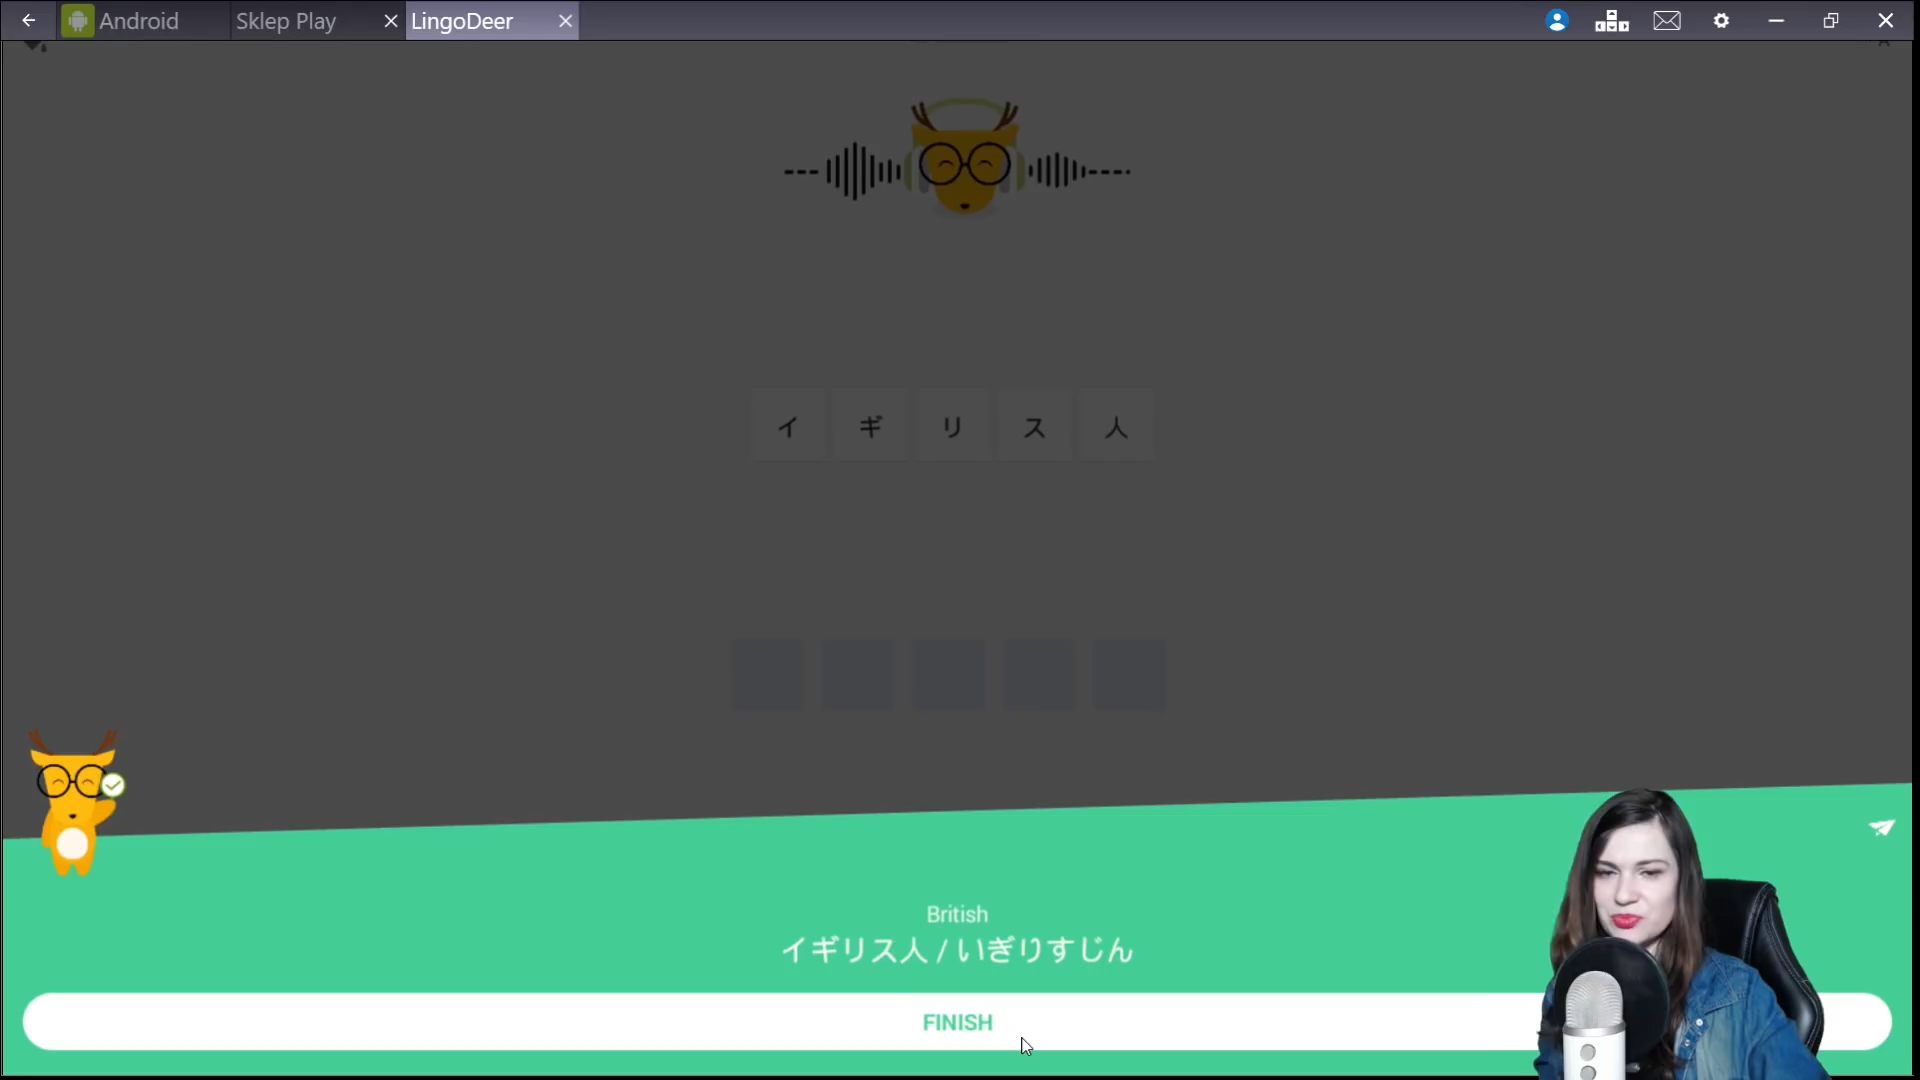 Android
Sklep Play
LingoDeer
イ ギ リ ス 人
British
イギリス人 / いぎりすじん
FINISH